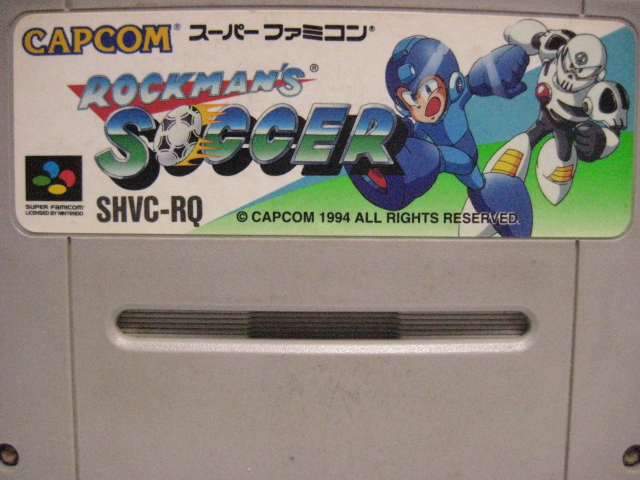 CAPCOM® スーパーファミコン®
ROCKMAN'S®
SOCCER
SUPER FAMICOM
LICENSED BY NINTENDO
SHVC-RQ
© CAPCOM 1994 ALL RIGHTS RESERVED.